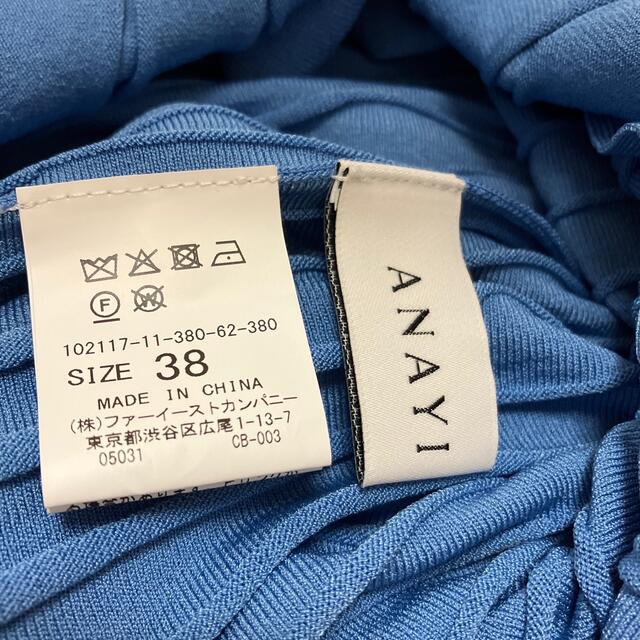 F
W
102117-11-380-62-380
SIZE 38
MADE IN CHINA
(株)ファーイーストカンパニー
東京都渋谷区広尾1-13-7
05031 CB-003
ANAYI